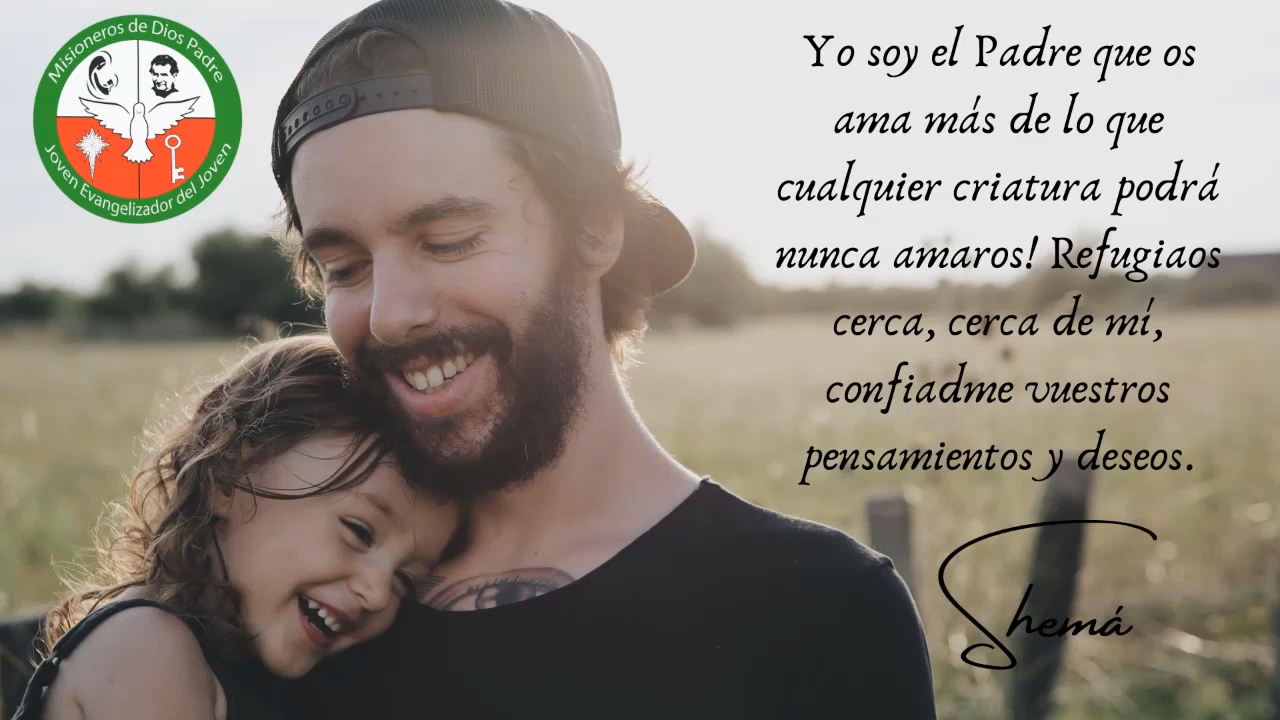 Misioneros de Dios Padre
Joven Evangelizador del Joven
Yo soy el Padre que os
ama más de lo que
cualquier criatura podrá
nunca amaros! Refugiaos
cerca, cerca de mí,
confiadme vuestros
pensamientos y deseos.
Shemá